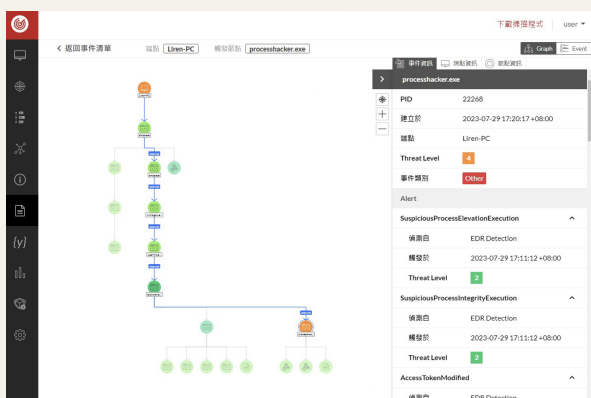 下載掃描程式 user
返回事件清單 端點 Liren-PC 觸發節點 processhacker.exe Graph Event
事件資訊 端點資訊 節點資訊
processhacker.exe
PID 22268
建立於 2023-07-29 17:20:17 +08:00
端點 Liren-PC
Threat Level 4
事件類別 Other
Alert
SuspiciousProcessElevationExecution
偵測自 EDR Detection
觸發於 2023-07-29 17:11:12 +08:00
Threat Level 2
SuspiciousProcessIntegrityExecution
偵測自 EDR Detection
觸發於 2023-07-29 17:11:12 +08:00
Threat Level 2
AccessTokenModified
偵測自 EDR Detection